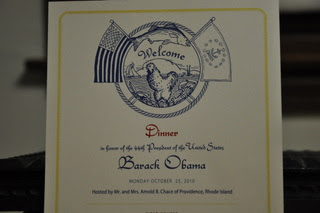 Welcome
Dinner
in honor of the 44th President of the United States
Barack Obama
MONDAY OCTOBER 25, 2010
Hosted by Mr. and Mrs. Arnold B. Chace of Providence, Rhode Island